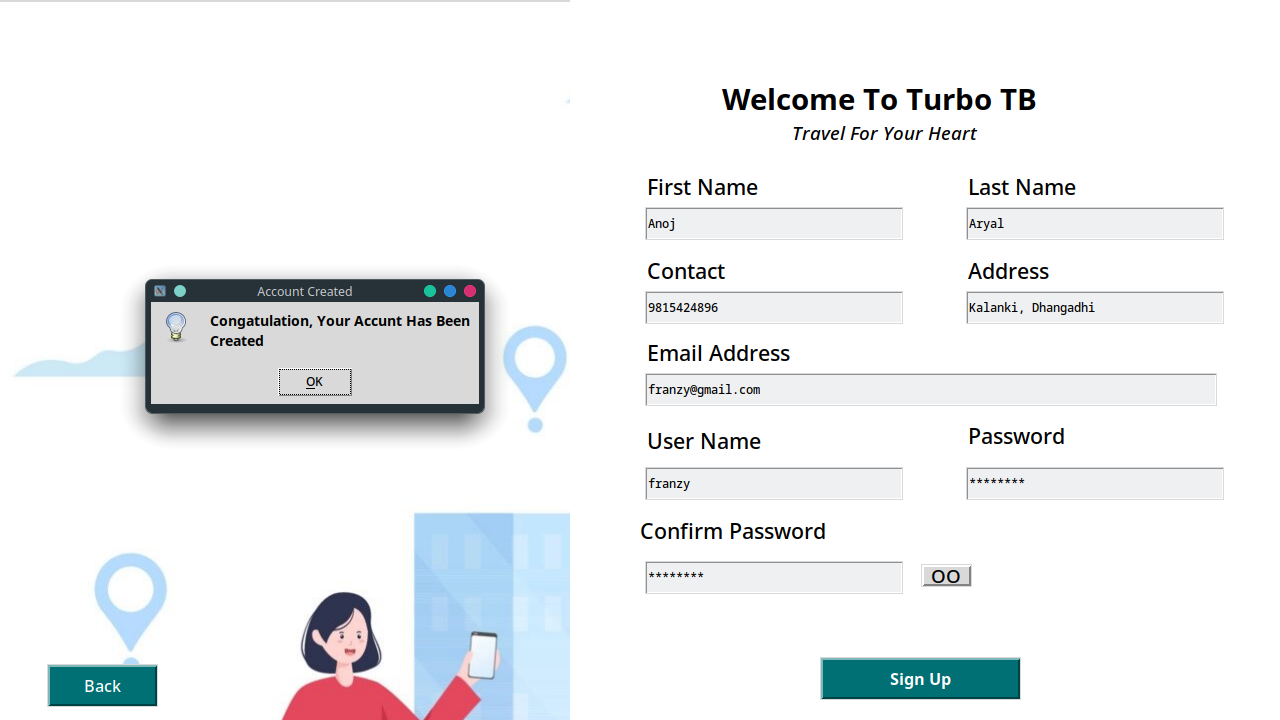 Welcome To Turbo TB
Travel For Your Heart
First Name
Last Name
Anoj
Aryal
Contact
Address
9815424896
Kalanki, Dhangadhi
Email Address
franzy@gmail.com
User Name
Password
franzy
********
Confirm Password
********
OO
Sign Up
Account Created
Congatulation, Your Accunt Has Been
Created
OK
Back